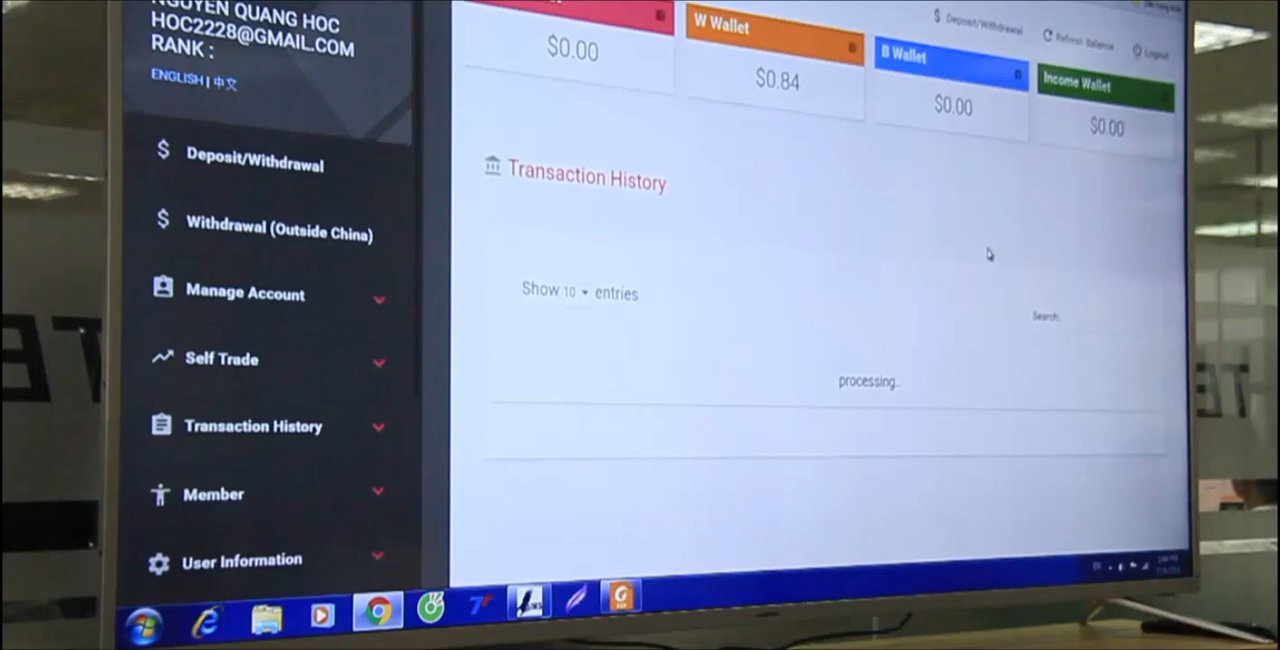 NGUYEN QUANG HOC
HOC2228@GMAIL.COM
RANK :
ENGLISH | 中文
Deposit/Withdrawal
Withdrawal (Outside China)
Manage Account
Self Trade
Transaction History
Member
User Information
$0.00
W Wallet
$0.84
B Wallet
$0.00
Income Wallet
$0.00
Deposit/Withdrawal
Refresh Balance
Logout
Transaction History
Show 10 entries
Search:
processing..
EN